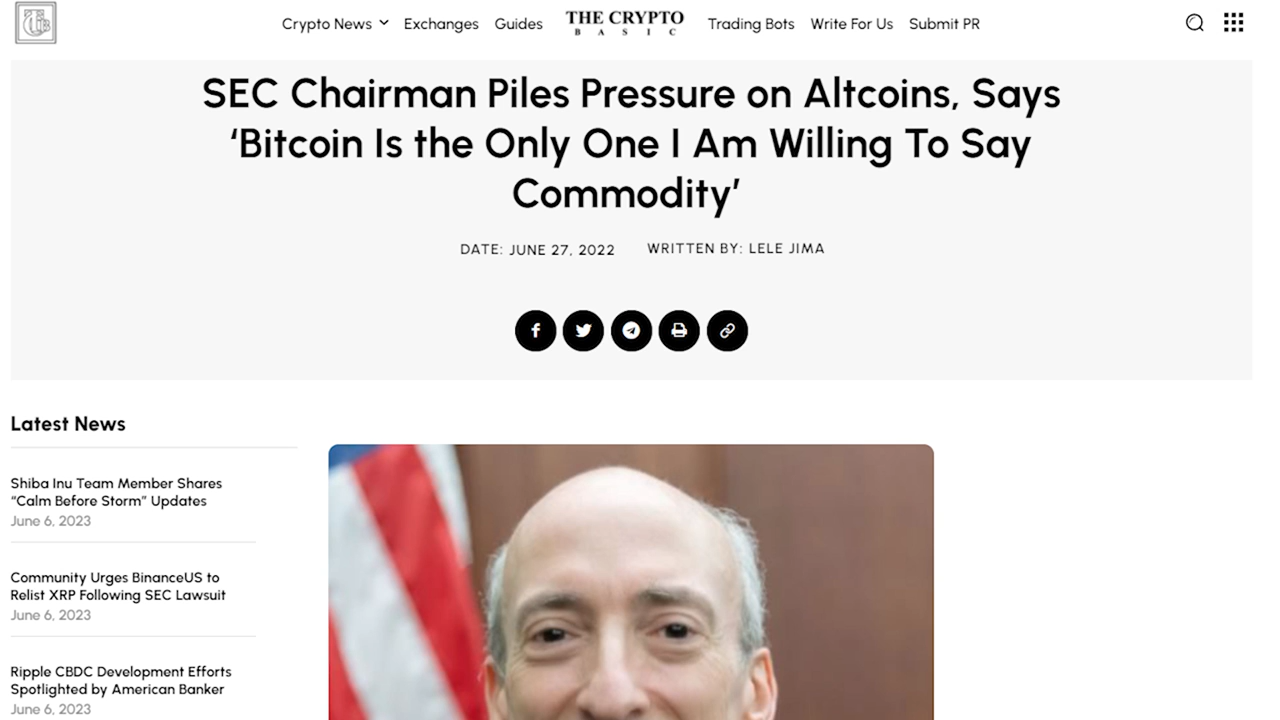 Crypto News
Exchanges
Guides
THE CRYPTO
BASIC
Trading Bots
Write For Us
Submit PR
SEC Chairman Piles Pressure on Altcoins, Says
‘Bitcoin Is the Only One I Am Willing To Say
Commodity’
DATE: JUNE 27, 2022
WRITTEN BY: LELE JIMA
Latest News
Shiba Inu Team Member Shares
“Calm Before Storm” Updates
June 6, 2023
Community Urges BinanceUS to
Relist XRP Following SEC Lawsuit
June 6, 2023
Ripple CBDC Development Efforts
Spotlighted by American Banker
June 6, 2023